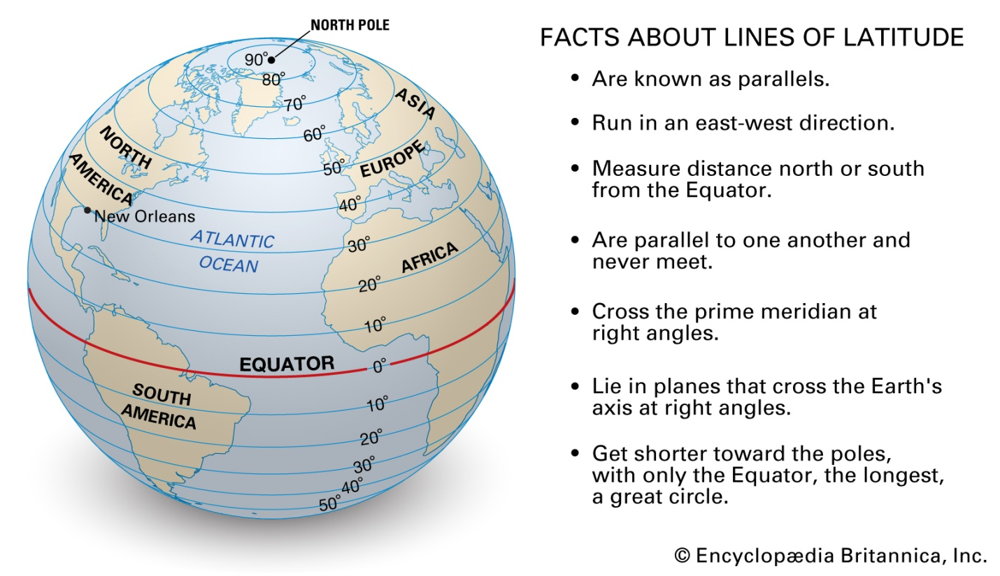 NORTH POLE
90°
80°
70°
60°
50°
40°
30°
20°
10°
0°
10°
20°
30°
40°
50°
ASIA
EUROPE
AFRICA
NORTH
AMERICA
New Orleans
ATLANTIC
OCEAN
EQUATOR
SOUTH
AMERICA
FACTS ABOUT LINES OF LATITUDE
• Are known as parallels.
• Run in an east-west direction.
• Measure distance north or south
from the Equator.
• Are parallel to one another and
never meet.
• Cross the prime meridian at
right angles.
• Lie in planes that cross the Earth's
axis at right angles.
• Get shorter toward the poles,
with only the Equator, the longest,
a great circle.
© Encyclopædia Britannica, Inc.